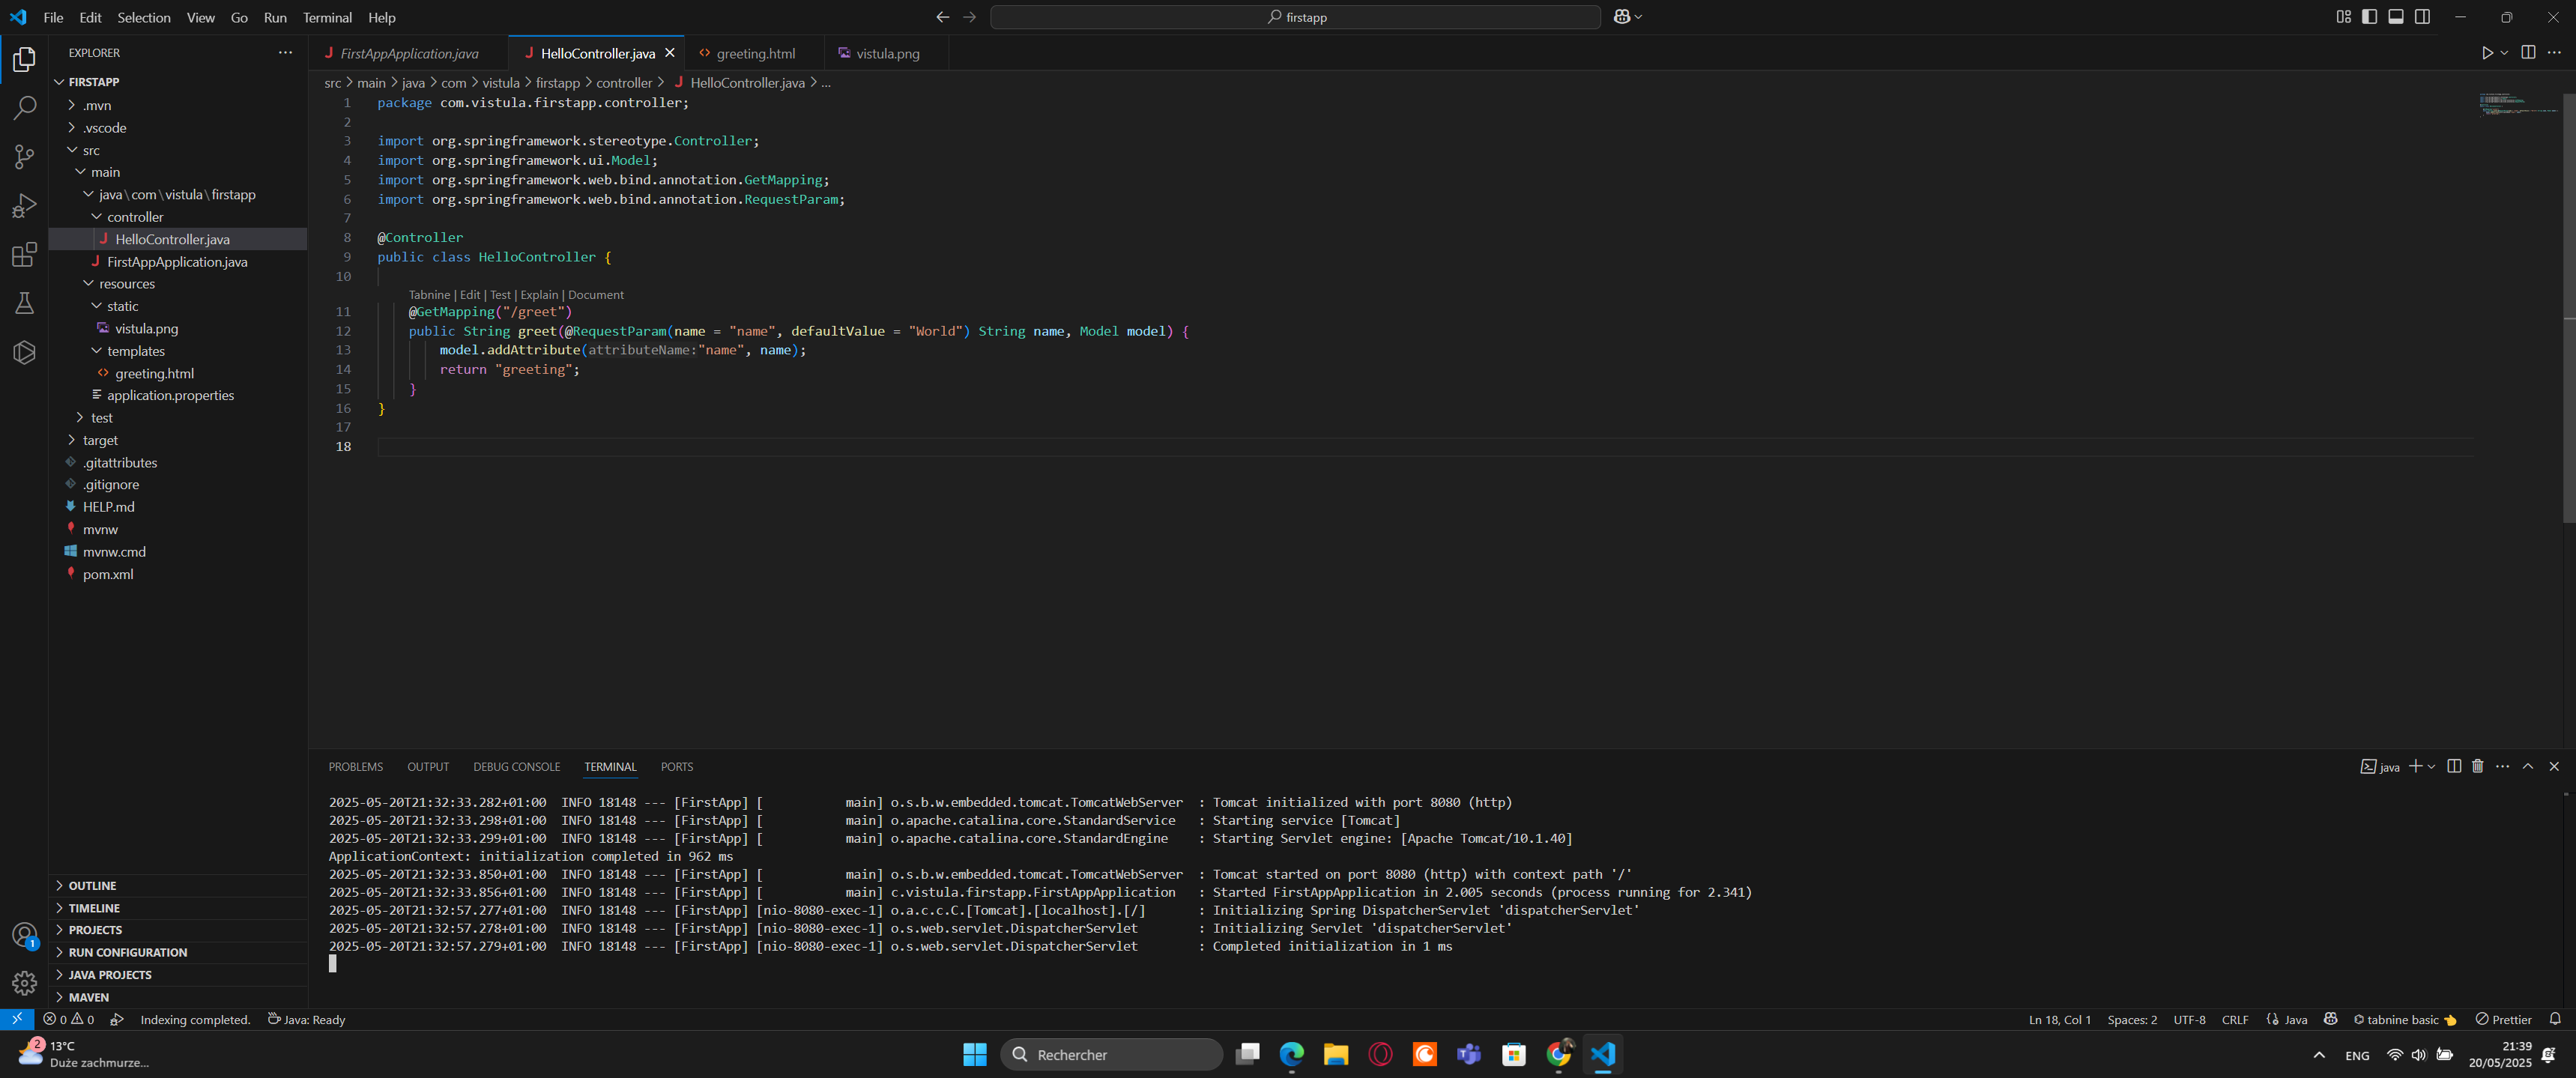 File Edit Selection View Go Run Terminal Help
firstapp
EXPLORER
FIRSTAPP
.mvn
.vscode
src
main
java\com\vistula\firstapp
controller
HelloController.java
FirstAppApplication.java
resources
static
vistula.png
templates
greeting.html
application.properties
test
target
.gitattributes
.gitignore
HELP.md
mvnw
mvnw.cmd
pom.xml
OUTLINE
TIMELINE
PROJECTS
RUN CONFIGURATION
JAVA PROJECTS
MAVEN
FirstAppApplication.java HelloController.java greeting.html vistula.png
src > main > java > com > vistula > firstapp > controller > HelloController.java > ...
1 package com.vistula.firstapp.controller;
2
3 import org.springframework.stereotype.Controller;
4 import org.springframework.ui.Model;
5 import org.springframework.web.bind.annotation.GetMapping;
6 import org.springframework.web.bind.annotation.RequestParam;
7
8 @Controller
9 public class HelloController {
10
Tabnine | Edit | Test | Explain | Document
11 @GetMapping("/greet")
12 public String greet(@RequestParam(name = "name", defaultValue = "World") String name, Model model) {
13 model.addAttribute(attributeName:"name", name);
14 return "greeting";
15 }
16 }
17
18
PROBLEMS OUTPUT DEBUG CONSOLE TERMINAL PORTS
java
2025-05-20T21:32:33.282+01:00 INFO 18148 --- [FirstApp] [ main] o.s.b.w.embedded.tomcat.TomcatWebServer : Tomcat initialized with port 8080 (http)
2025-05-20T21:32:33.298+01:00 INFO 18148 --- [FirstApp] [ main] o.apache.catalina.core.StandardService : Starting service [Tomcat]
2025-05-20T21:32:33.299+01:00 INFO 18148 --- [FirstApp] [ main] o.apache.catalina.core.StandardEngine : Starting Servlet engine: [Apache Tomcat/10.1.40]
ApplicationContext: initialization completed in 962 ms
2025-05-20T21:32:33.850+01:00 INFO 18148 --- [FirstApp] [ main] o.s.b.w.embedded.tomcat.TomcatWebServer : Tomcat started on port 8080 (http) with context path '/'
2025-05-20T21:32:33.856+01:00 INFO 18148 --- [FirstApp] [ main] c.vistula.firstapp.FirstAppApplication : Started FirstAppApplication in 2.005 seconds (process running for 2.341)
2025-05-20T21:32:57.277+01:00 INFO 18148 --- [FirstApp] [nio-8080-exec-1] o.a.c.c.C.[Tomcat].[localhost].[/] : Initializing Spring DispatcherServlet 'dispatcherServlet'
2025-05-20T21:32:57.278+01:00 INFO 18148 --- [FirstApp] [nio-8080-exec-1] o.s.web.servlet.DispatcherServlet : Initializing Servlet 'dispatcherServlet'
2025-05-20T21:32:57.279+01:00 INFO 18148 --- [FirstApp] [nio-8080-exec-1] o.s.web.servlet.DispatcherServlet : Completed initialization in 1 ms
1
0 0 Indexing completed. Java: Ready
Ln 18, Col 1 Spaces: 2 UTF-8 CRLF Java tabnine basic Prettier
2 13°C
Duże zachmurze...
Rechercher
ENG
21:39
20/05/2025